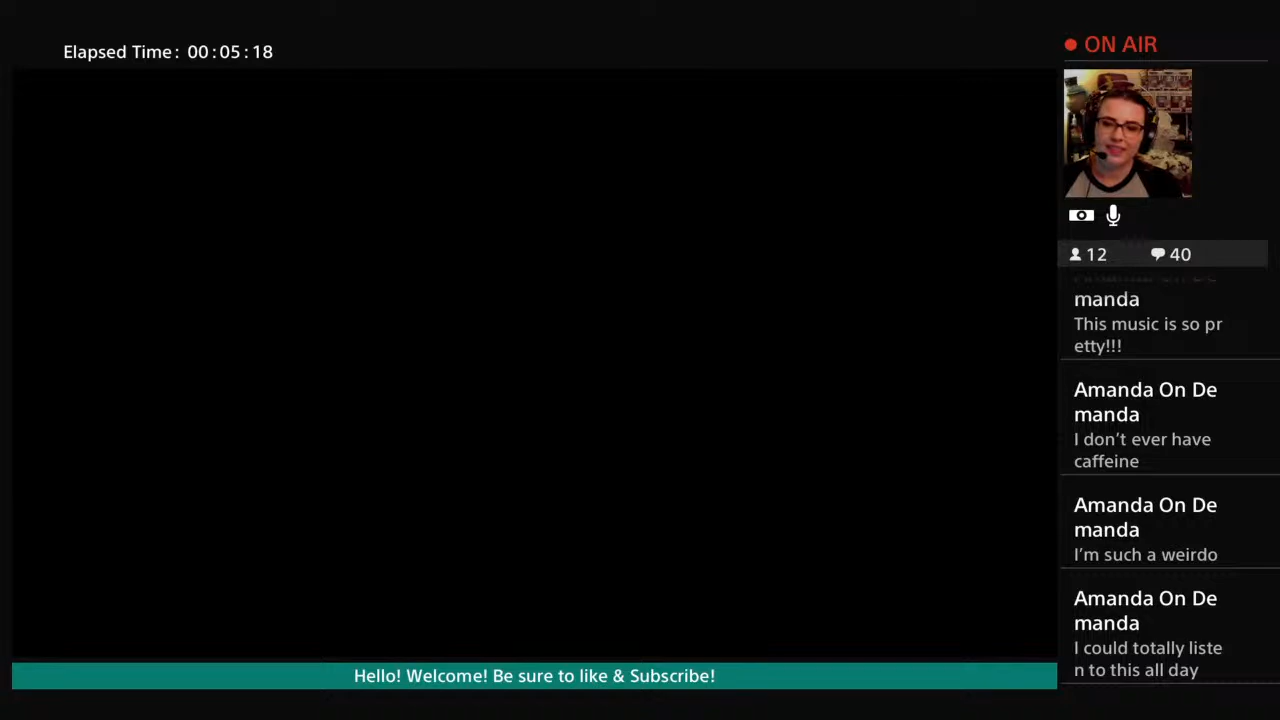 Elapsed Time: 00:05:18
ON AIR
12 40
manda
This music is so pr
etty!!!
Amanda On De
manda
I don't ever have
caffeine
Amanda On De
manda
I'm such a weirdo
Amanda On De
manda
I could totally liste
n to this all day
Hello! Welcome! Be sure to like & Subscribe!